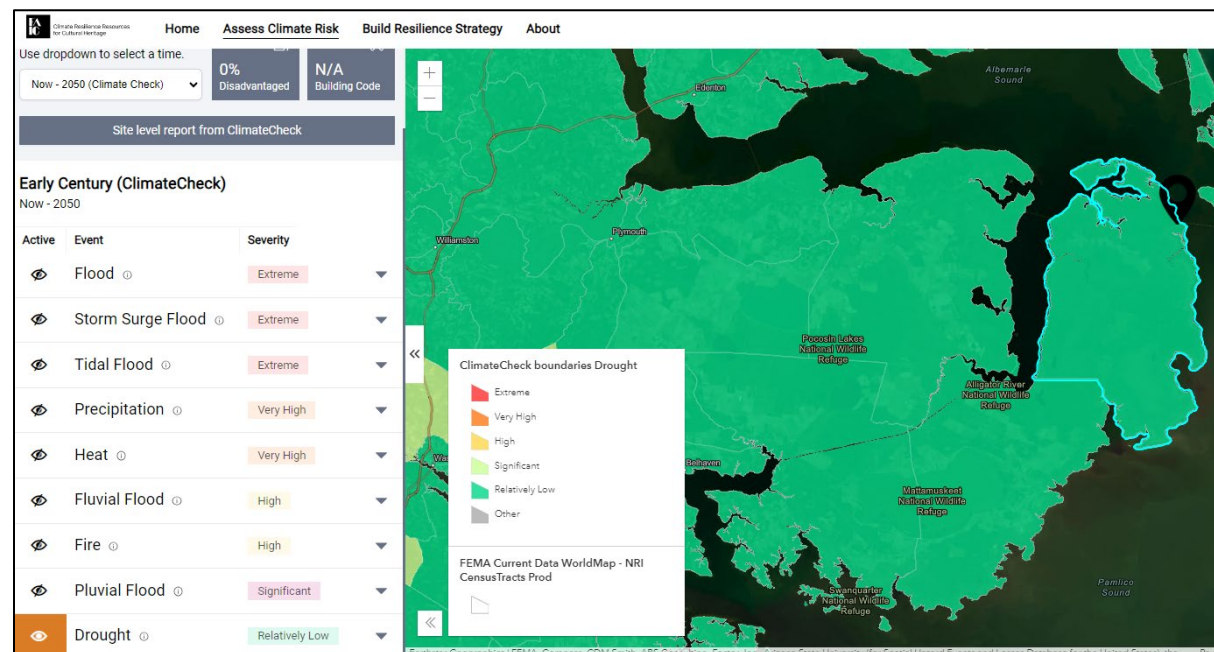 FAIC
Climate Resilience Resources
for Cultural Heritage
Home
Assess Climate Risk
Build Resilience Strategy
About
Use dropdown to select a time.
Now - 2050 (Climate Check)
0%
Disadvantaged
N/A
Building Code
Site level report from ClimateCheck
Early Century (ClimateCheck)
Now - 2050
Active Event Severity
Flood Extreme
Storm Surge Flood Extreme
Tidal Flood Extreme
Precipitation Very High
Heat Very High
Fluvial Flood High
Fire High
Pluvial Flood Significant
Drought Relatively Low
+
−
Albemarle
Sound
Edenton
Williamston
Plymouth
Pocosin Lakes
National Wildlife
Refuge
Alligator River
National Wildlife
Refuge
Belhaven
Mattamuskeet
National Wildlife
Refuge
Swanquarter
National Wildlife
Refuge
Pamlico
Sound
«
ClimateCheck boundaries Drought
Extreme
Very High
High
Significant
Relatively Low
Other
FEMA Current Data WorldMap - NRI
CensusTracts Prod
«